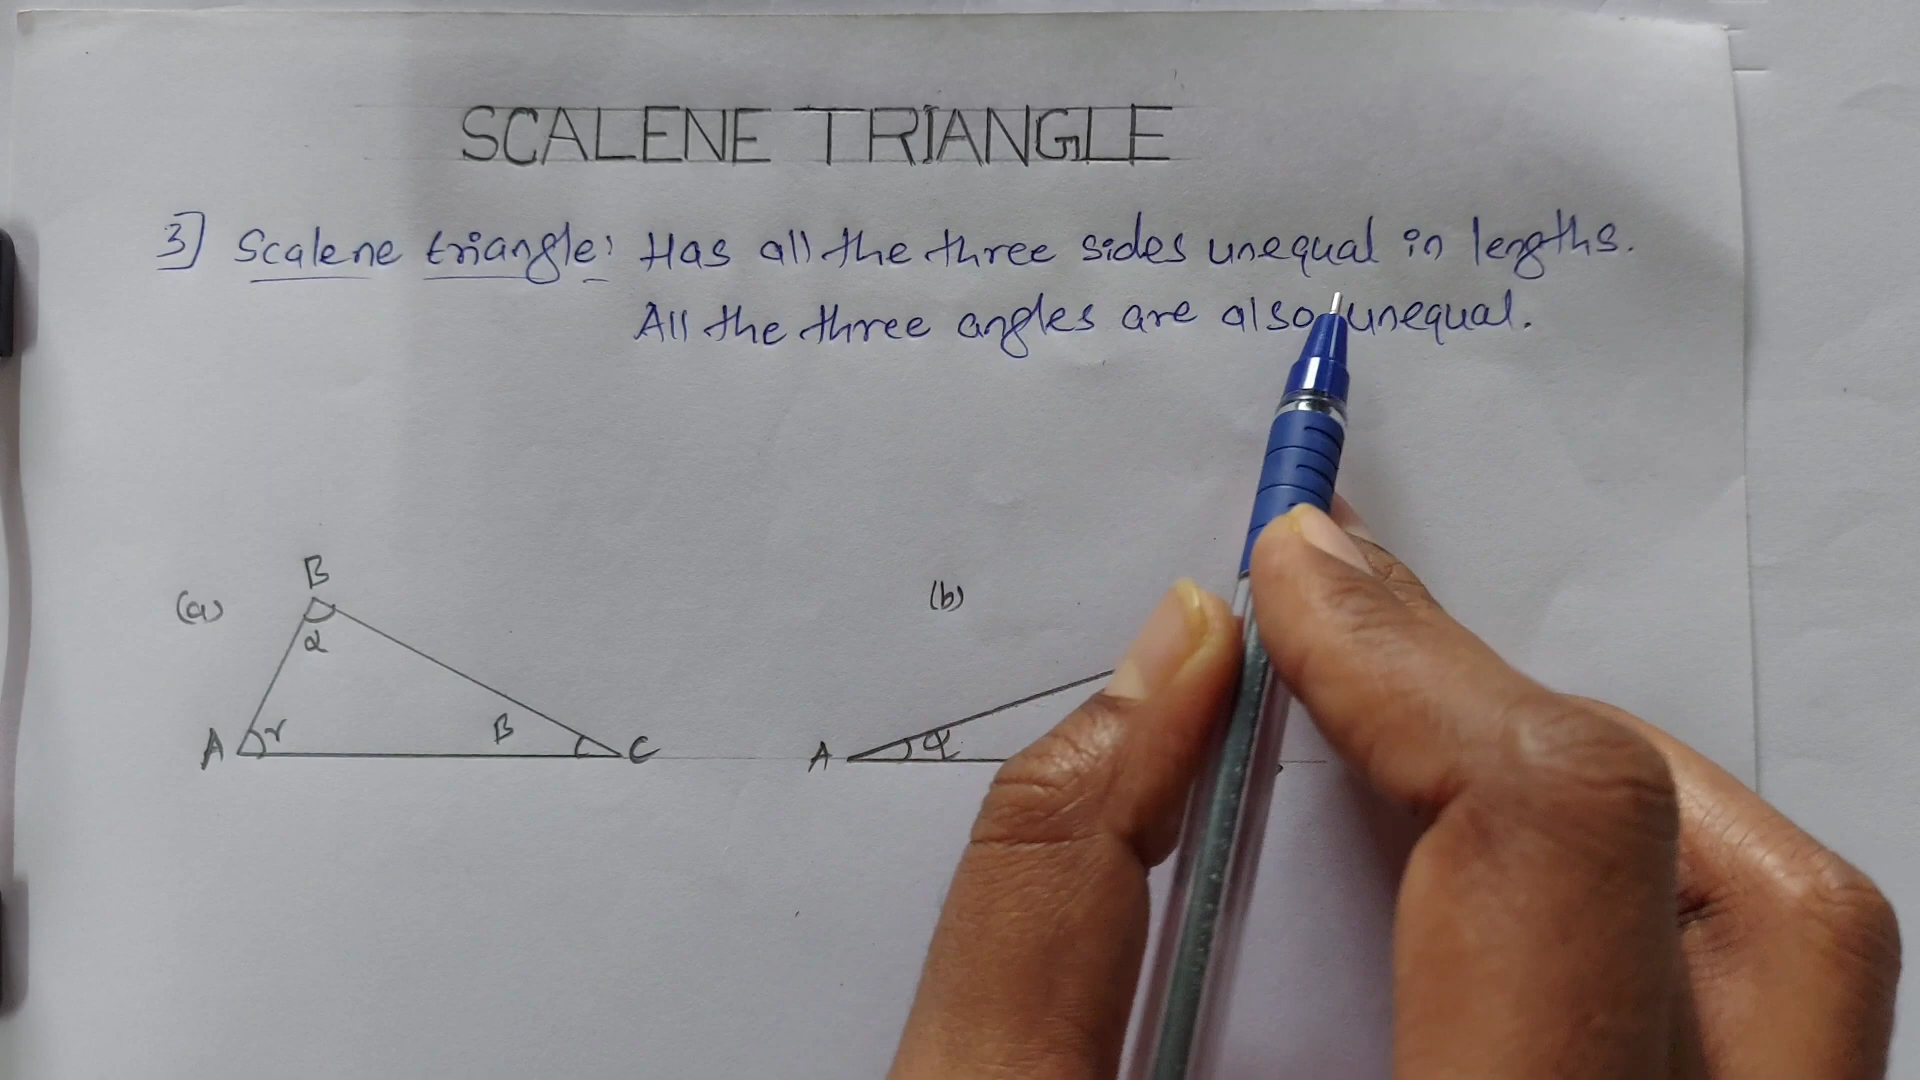 SCALENE TRIANGLE
3] Scalene triangle: Has all the three sides unequal in lengths.
All the three angles are also unequal.
(a)
B
α
A γ β C
(b)
A α